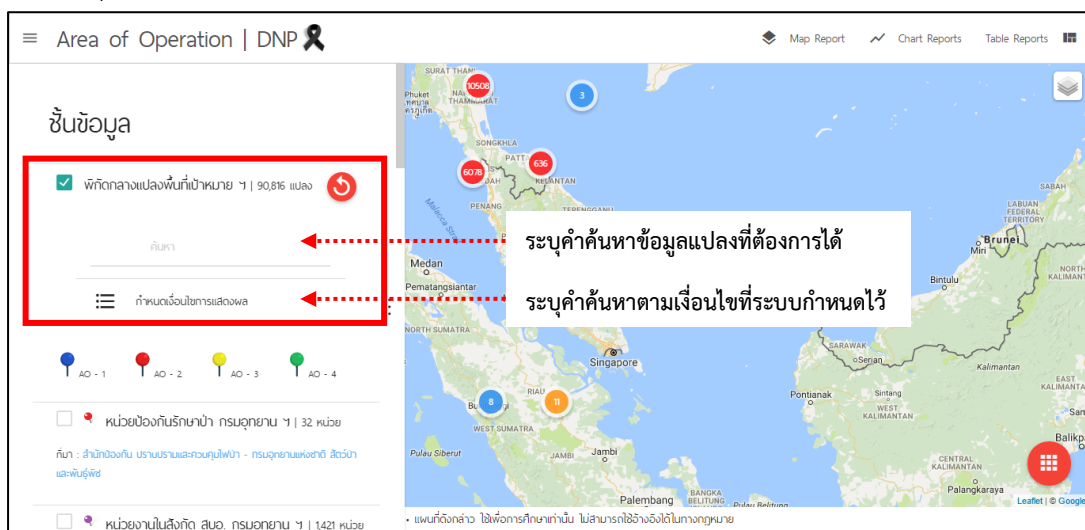 Area of Operation | DNP
Map Report
Chart Reports
Table Reports
ชั้นข้อมูล
พิกัดกลางแปลงพื้นที่เป้าหมาย ฯ | 90,816 แปลง
ค้นหา
กำหนดเงื่อนไขการแสดงผล
ระบุคำค้นหาข้อมูลแปลงที่ต้องการได้
ระบุคำค้นหาตามเงื่อนไขที่ระบบกำหนดไว้
AO - 1
AO - 2
AO - 3
AO - 4
หน่วยป้องกันรักษาป่า กรมอุทยาน ฯ | 32 หน่วย
ที่มา : สำนักป้องกัน ปราบปรามและควบคุมไฟป่า - กรมอุทยานแห่งชาติ สัตว์ป่า
และพันธุ์พืช
หน่วยงานในสังกัด สบอ. กรมอุทยาน ฯ | 1,421 หน่วย
SURAT THANI
10508
3
Phuket
SONGKHLA
636
6078
KELANTAN
PENANG
TERENGGANU
Malacca Stra
Medan
Pematangsiantar
NORTH SUMATRA
Singapore
RIAU
8
11
WEST SUMATRA
Pulau Siberut
JAMBI
Jambi
Palembang
BANGKA
BELITUNG
Pulau Belitung
SABAH
LABUAN
FEDERAL
TERRITORY
Brunei
Miri
Bintulu
NORTH
KALIMANT
SARAWAK
Serian
Kalimantan
EAST
KALIMANTA
Pontianak
Sintang
WEST
KALIMANTAN
Sam
Balikp
CENTRAL
KALIMANTAN
Palangkaraya
Leaflet | © Google
• แผนที่ดังกล่าว ใช้เพื่อการศึกษาเท่านั้น ไม่สามารถใช้อ้างอิงได้ในทางกฎหมาย